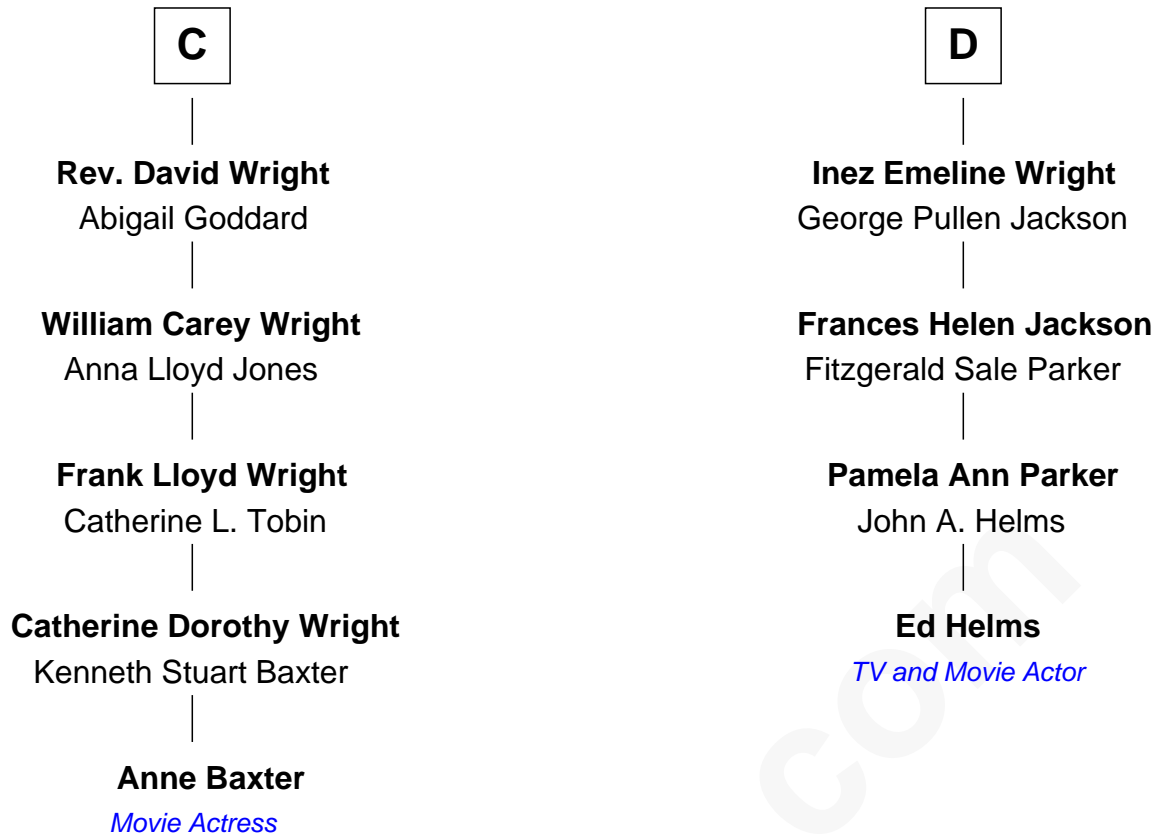 C
Rev. David Wright
Abigail Goddard
William Carey Wright
Anna Lloyd Jones
Frank Lloyd Wright
Catherine L. Tobin
Catherine Dorothy Wright
Kenneth Stuart Baxter
Anne Baxter
Movie Actress
D
Inez Emeline Wright
George Pullen Jackson
Frances Helen Jackson
Fitzgerald Sale Parker
Pamela Ann Parker
John A. Helms
Ed Helms
TV and Movie Actor
com